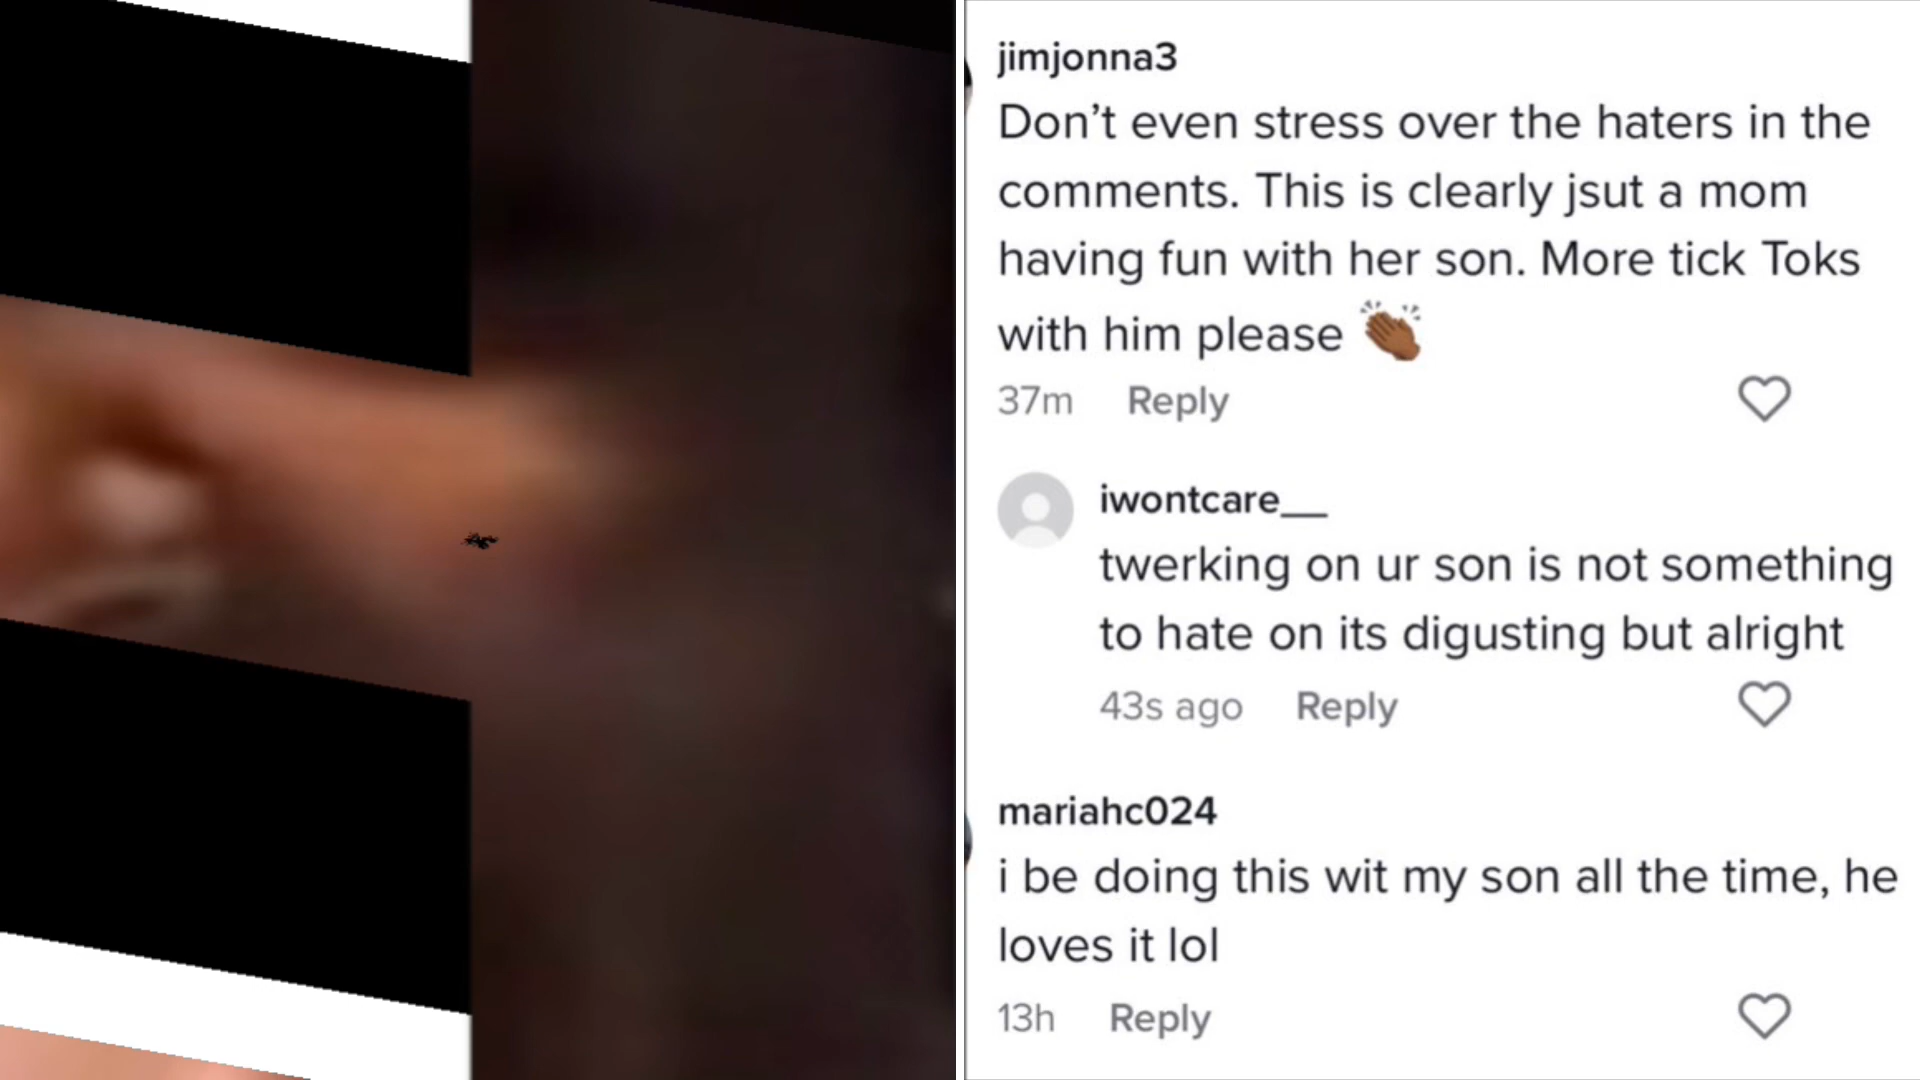 jimjonna3
Don’t even stress over the haters in the
comments. This is clearly jsut a mom
having fun with her son. More tick Toks
with him please 👏🏾
37m Reply
iwontcare__
twerking on ur son is not something
to hate on its digusting but alright
43s ago Reply
mariahc024
i be doing this wit my son all the time, he
loves it lol
13h Reply